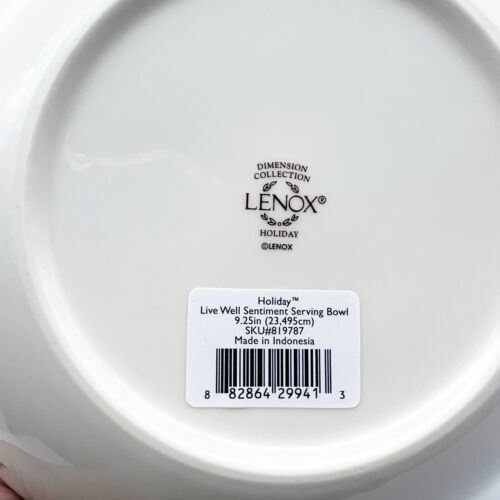 DIMENSION
COLLECTION
LENOX®
HOLIDAY
©LENOX
Holiday™
Live Well Sentiment Serving Bowl
9.25in (23,495cm)
SKU#819787
Made in Indonesia
8 82864 29941 3